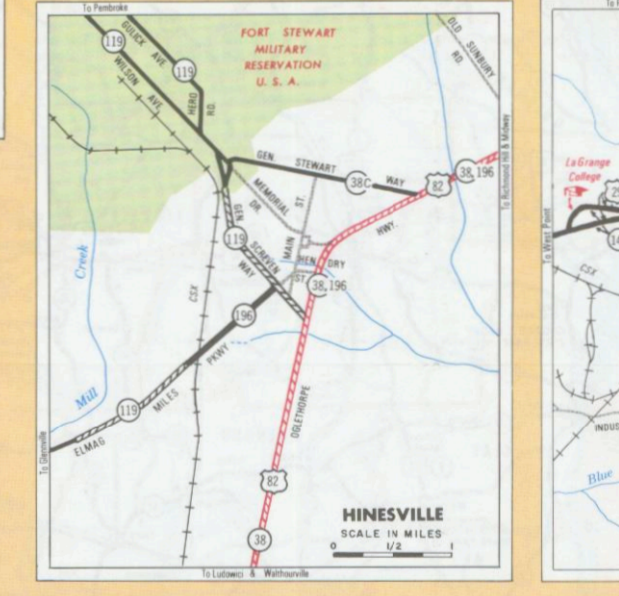 To Pembroke
119
GULICK AVE.
119
WILSON AVE.
HERO RD.
FORT STEWART
MILITARY
RESERVATION
U. S. A.
OLD SUNBURY RD.
To Richmond Hill & Midway
GEN. STEWART WAY
38C
82
38, 196
HWY.
MEMORIAL DR.
MAIN ST.
GEN. SCREVEN WAY
119
HENDRY ST.
38, 196
Creek
Mill
CSX
196
119
ELMA G MILES PKWY
To Glennville
OGLETHORPE
82
38
HINESVILLE
SCALE IN MILES
0 1/2 1
To Ludowici & Walthourville
LaGrange
College
To West Point
CSX
Blue